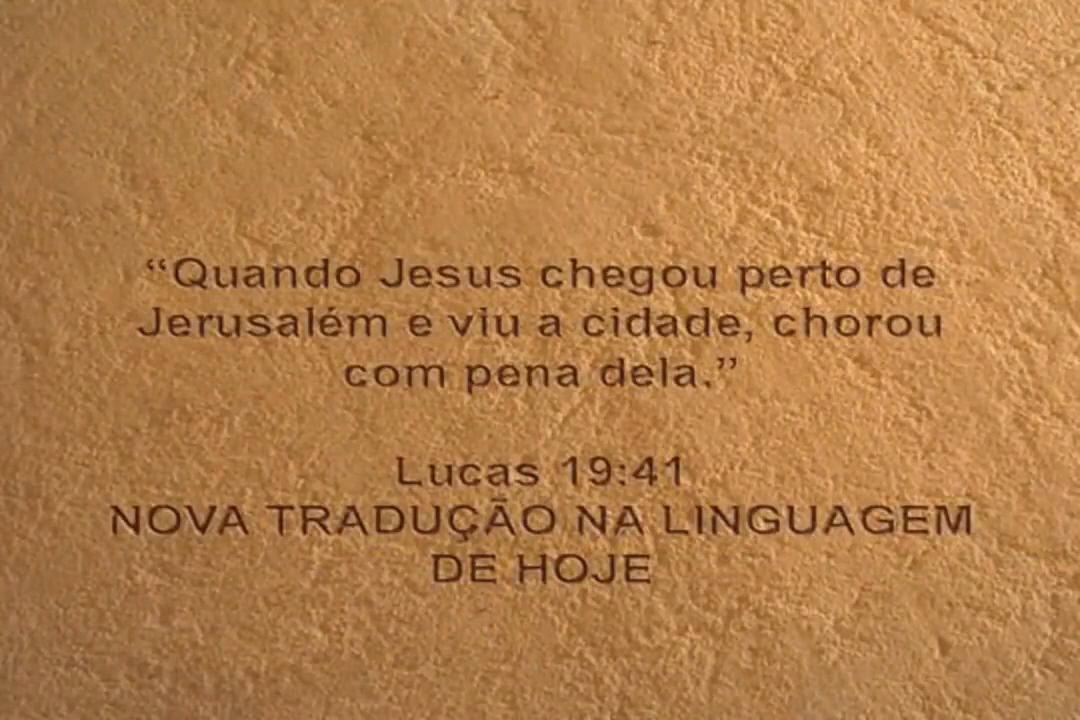 “Quando Jesus chegou perto de
Jerusalém e viu a cidade, chorou
com pena dela.”
Lucas 19:41
NOVA TRADUÇÃO NA LINGUAGEM
DE HOJE